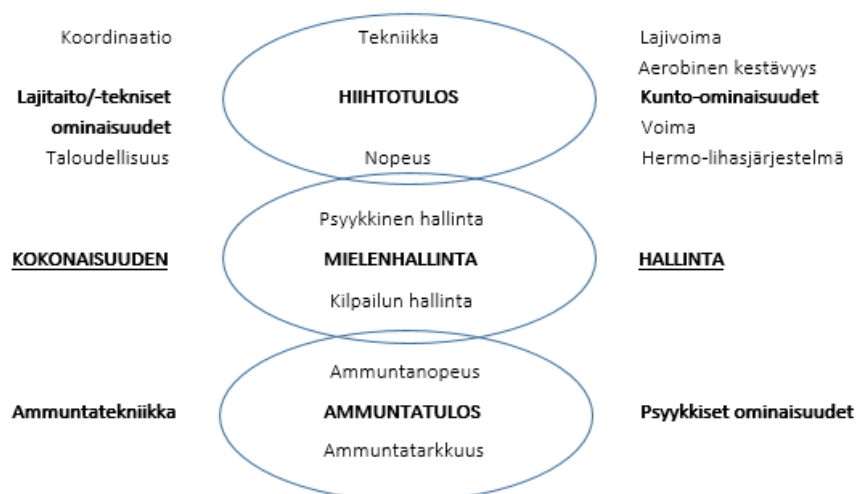 Koordinaatio Tekniikka Lajivoima
Aerobinen kestävyys
Lajitaito/-tekniset HIIHTOTULOS Kunto-ominaisuudet
ominaisuudet Voima
Taloudellisuus Nopeus Hermo-lihasjärjestelmä
Psyykkinen hallinta
KOKONAISUUDEN MIELENHALLINTA HALLINTA
Kilpailun hallinta
Ammuntanopeus
Ammuntatekniikka AMMUNTATULOS Psyykkiset ominaisuudet
Ammuntatarkkuus